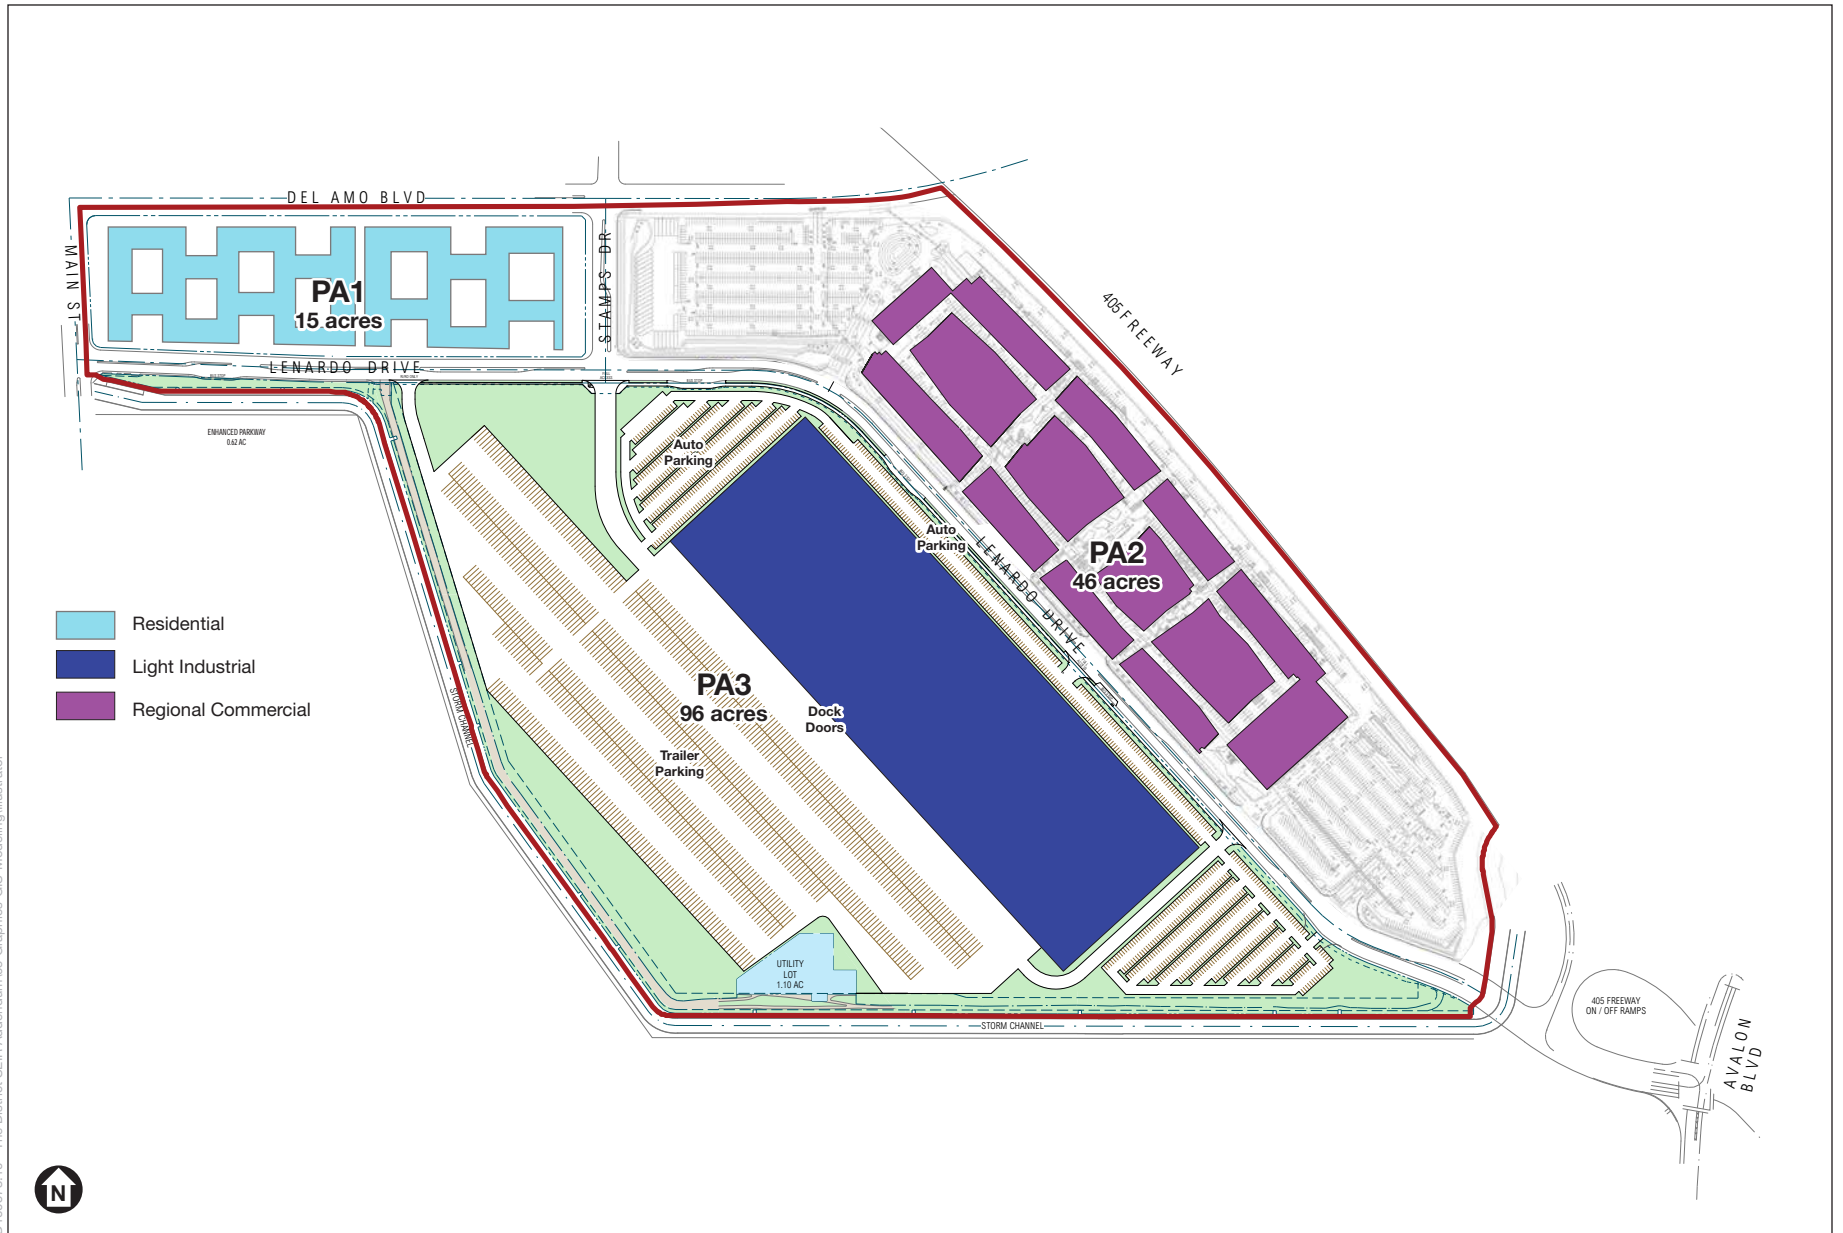 DEL AMO BLVD
MAIN ST
STAMPS DR
PA1
15 acres
LENARDO DRIVE
405 FREEWAY
ENHANCED PARKWAY
0.62 AC
Auto
Parking
Auto
Parking
LENARDO DRIVE
PA2
46 acres
Residential
Light Industrial
Regional Commercial
PA3
96 acres
Dock
Doors
Trailer
Parking
STORM CHANNEL
UTILITY
LOT
1.10 AC
STORM CHANNEL
405 FREEWAY
ON / OFF RAMPS
AVALON
BLVD
N